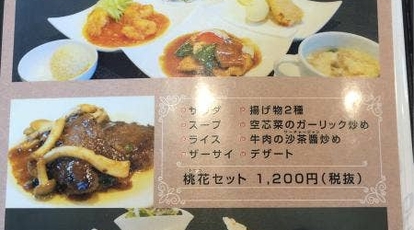 サラダ 揚げ物2種
スープ 空芯菜のガーリック炒め
ライス 牛肉の沙茶醤炒め
ザーサイ デザート
桃花セット 1,200円(税抜)